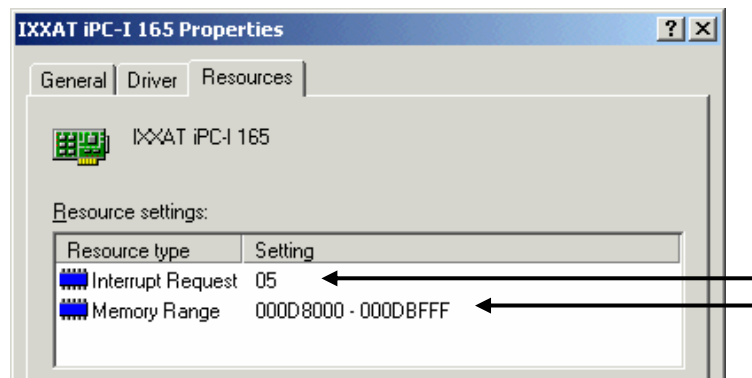 IXXAT iPC-I 165 Properties ? ×
General Driver Resources
IXXAT iPC-I 165
Resource settings:
Resource type Setting
Interrupt Request 05
Memory Range 000D8000 - 000DBFFF